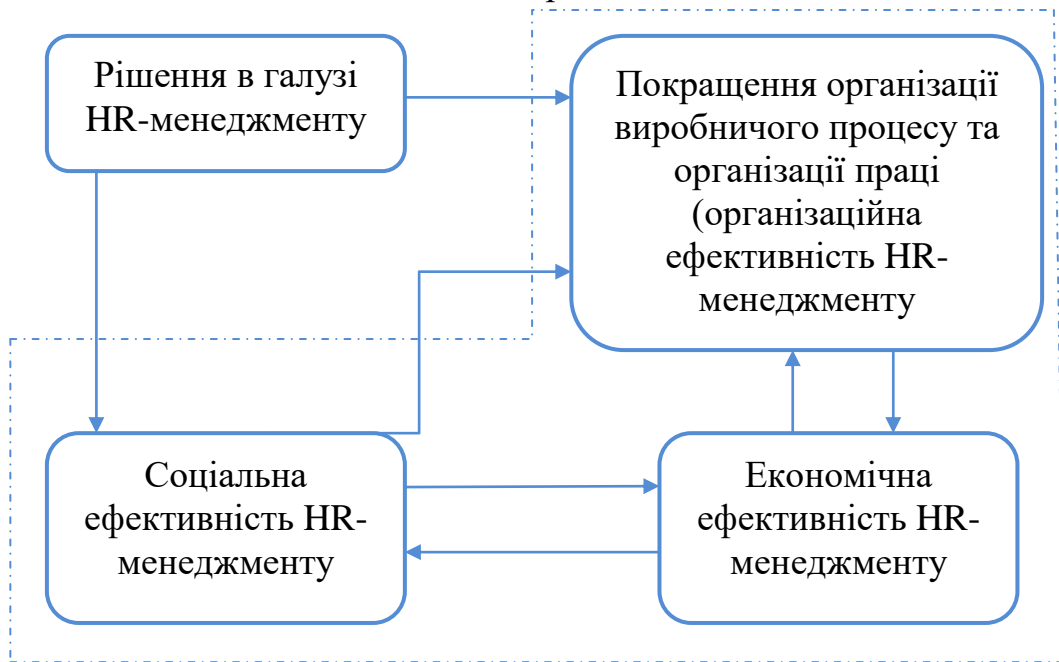 Рішення в галузі
HR-менеджменту
Покращення організації
виробничого процесу та
організації праці
(організаційна
ефективність HR-
менеджменту
Соціальна
ефективність HR-
менеджменту
Економічна
ефективність HR-
менеджменту